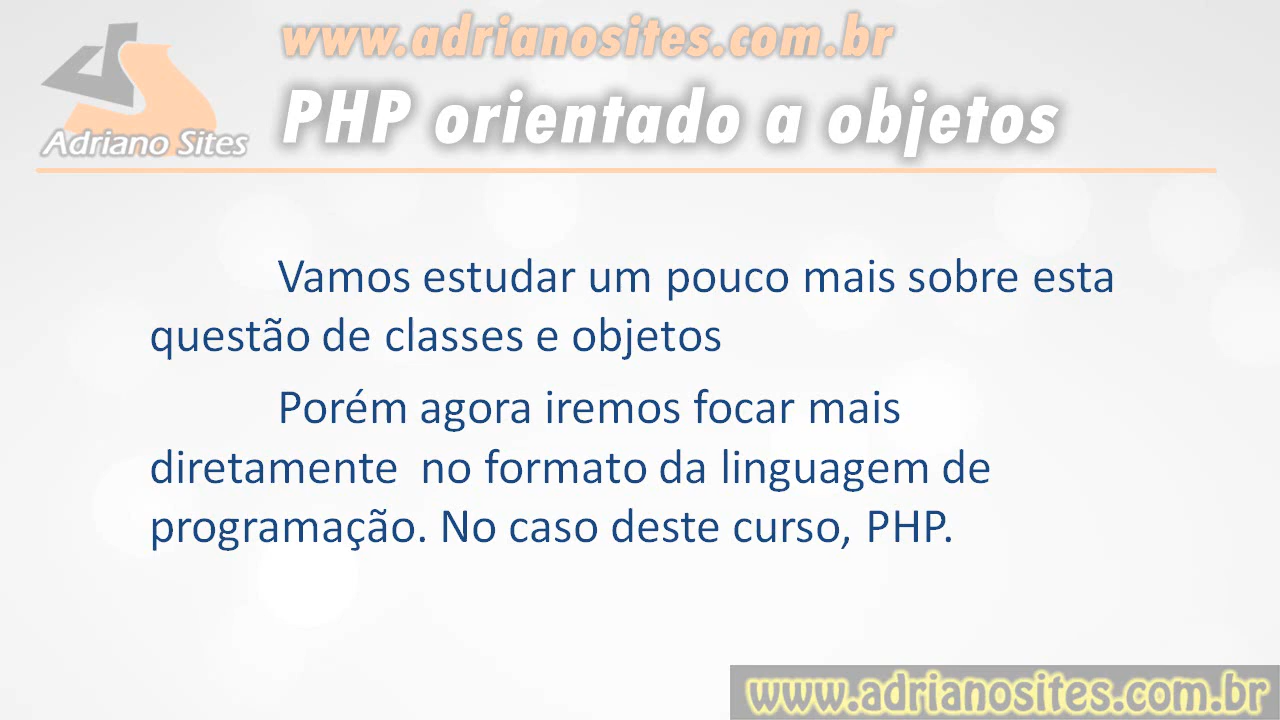 www.adrianosites.com.br
Adriano Sites
PHP orientado a objetos
Vamos estudar um pouco mais sobre esta
questão de classes e objetos
Porém agora iremos focar mais
diretamente  no formato da linguagem de
programação. No caso deste curso, PHP.
www.adrianosites.com.br